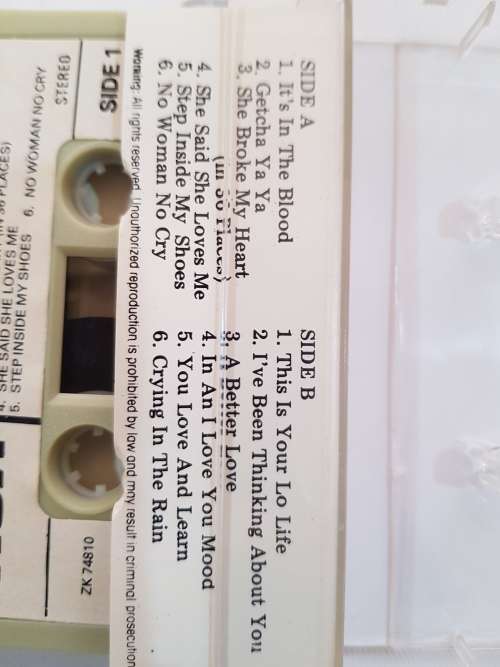 SIDE A
1. It's In The Blood
2. Getcha Ya Ya
3. She Broke My Heart
(In 36 Places)
4. She Said She Loves Me
5. Step Inside My Shoes
6. No Woman No Cry
SIDE B
1. This Is Your Lo Life
2. I've Been Thinking About You
3. A Better Love
4. In An I Love You Mood
5. You Love And Learn
6. Crying In The Rain
Warning: All rights reserved. Unauthorized reproduction is prohibited by law and may result in criminal prosecution
SIDE 1
STEREO
ZK 74810
PLACES)
4. SHE SAID SHE LOVES ME
5. STEP INSIDE MY SHOES 6. NO WOMAN NO CRY